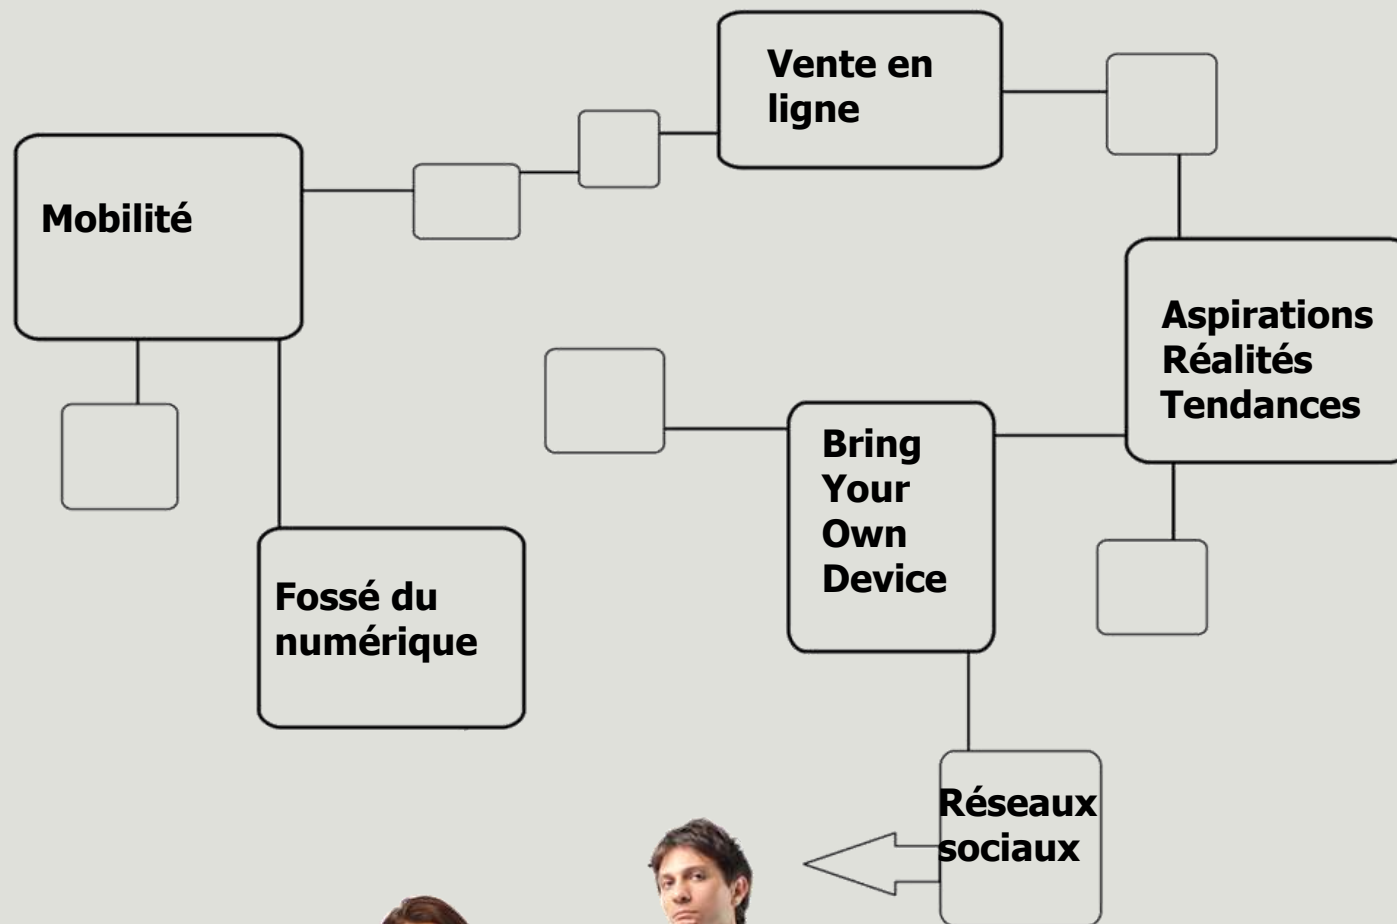 Vente en
ligne
Mobilité
Aspirations
Réalités
Tendances
Bring
Your
Own
Device
Fossé du
numérique
Réseaux
sociaux